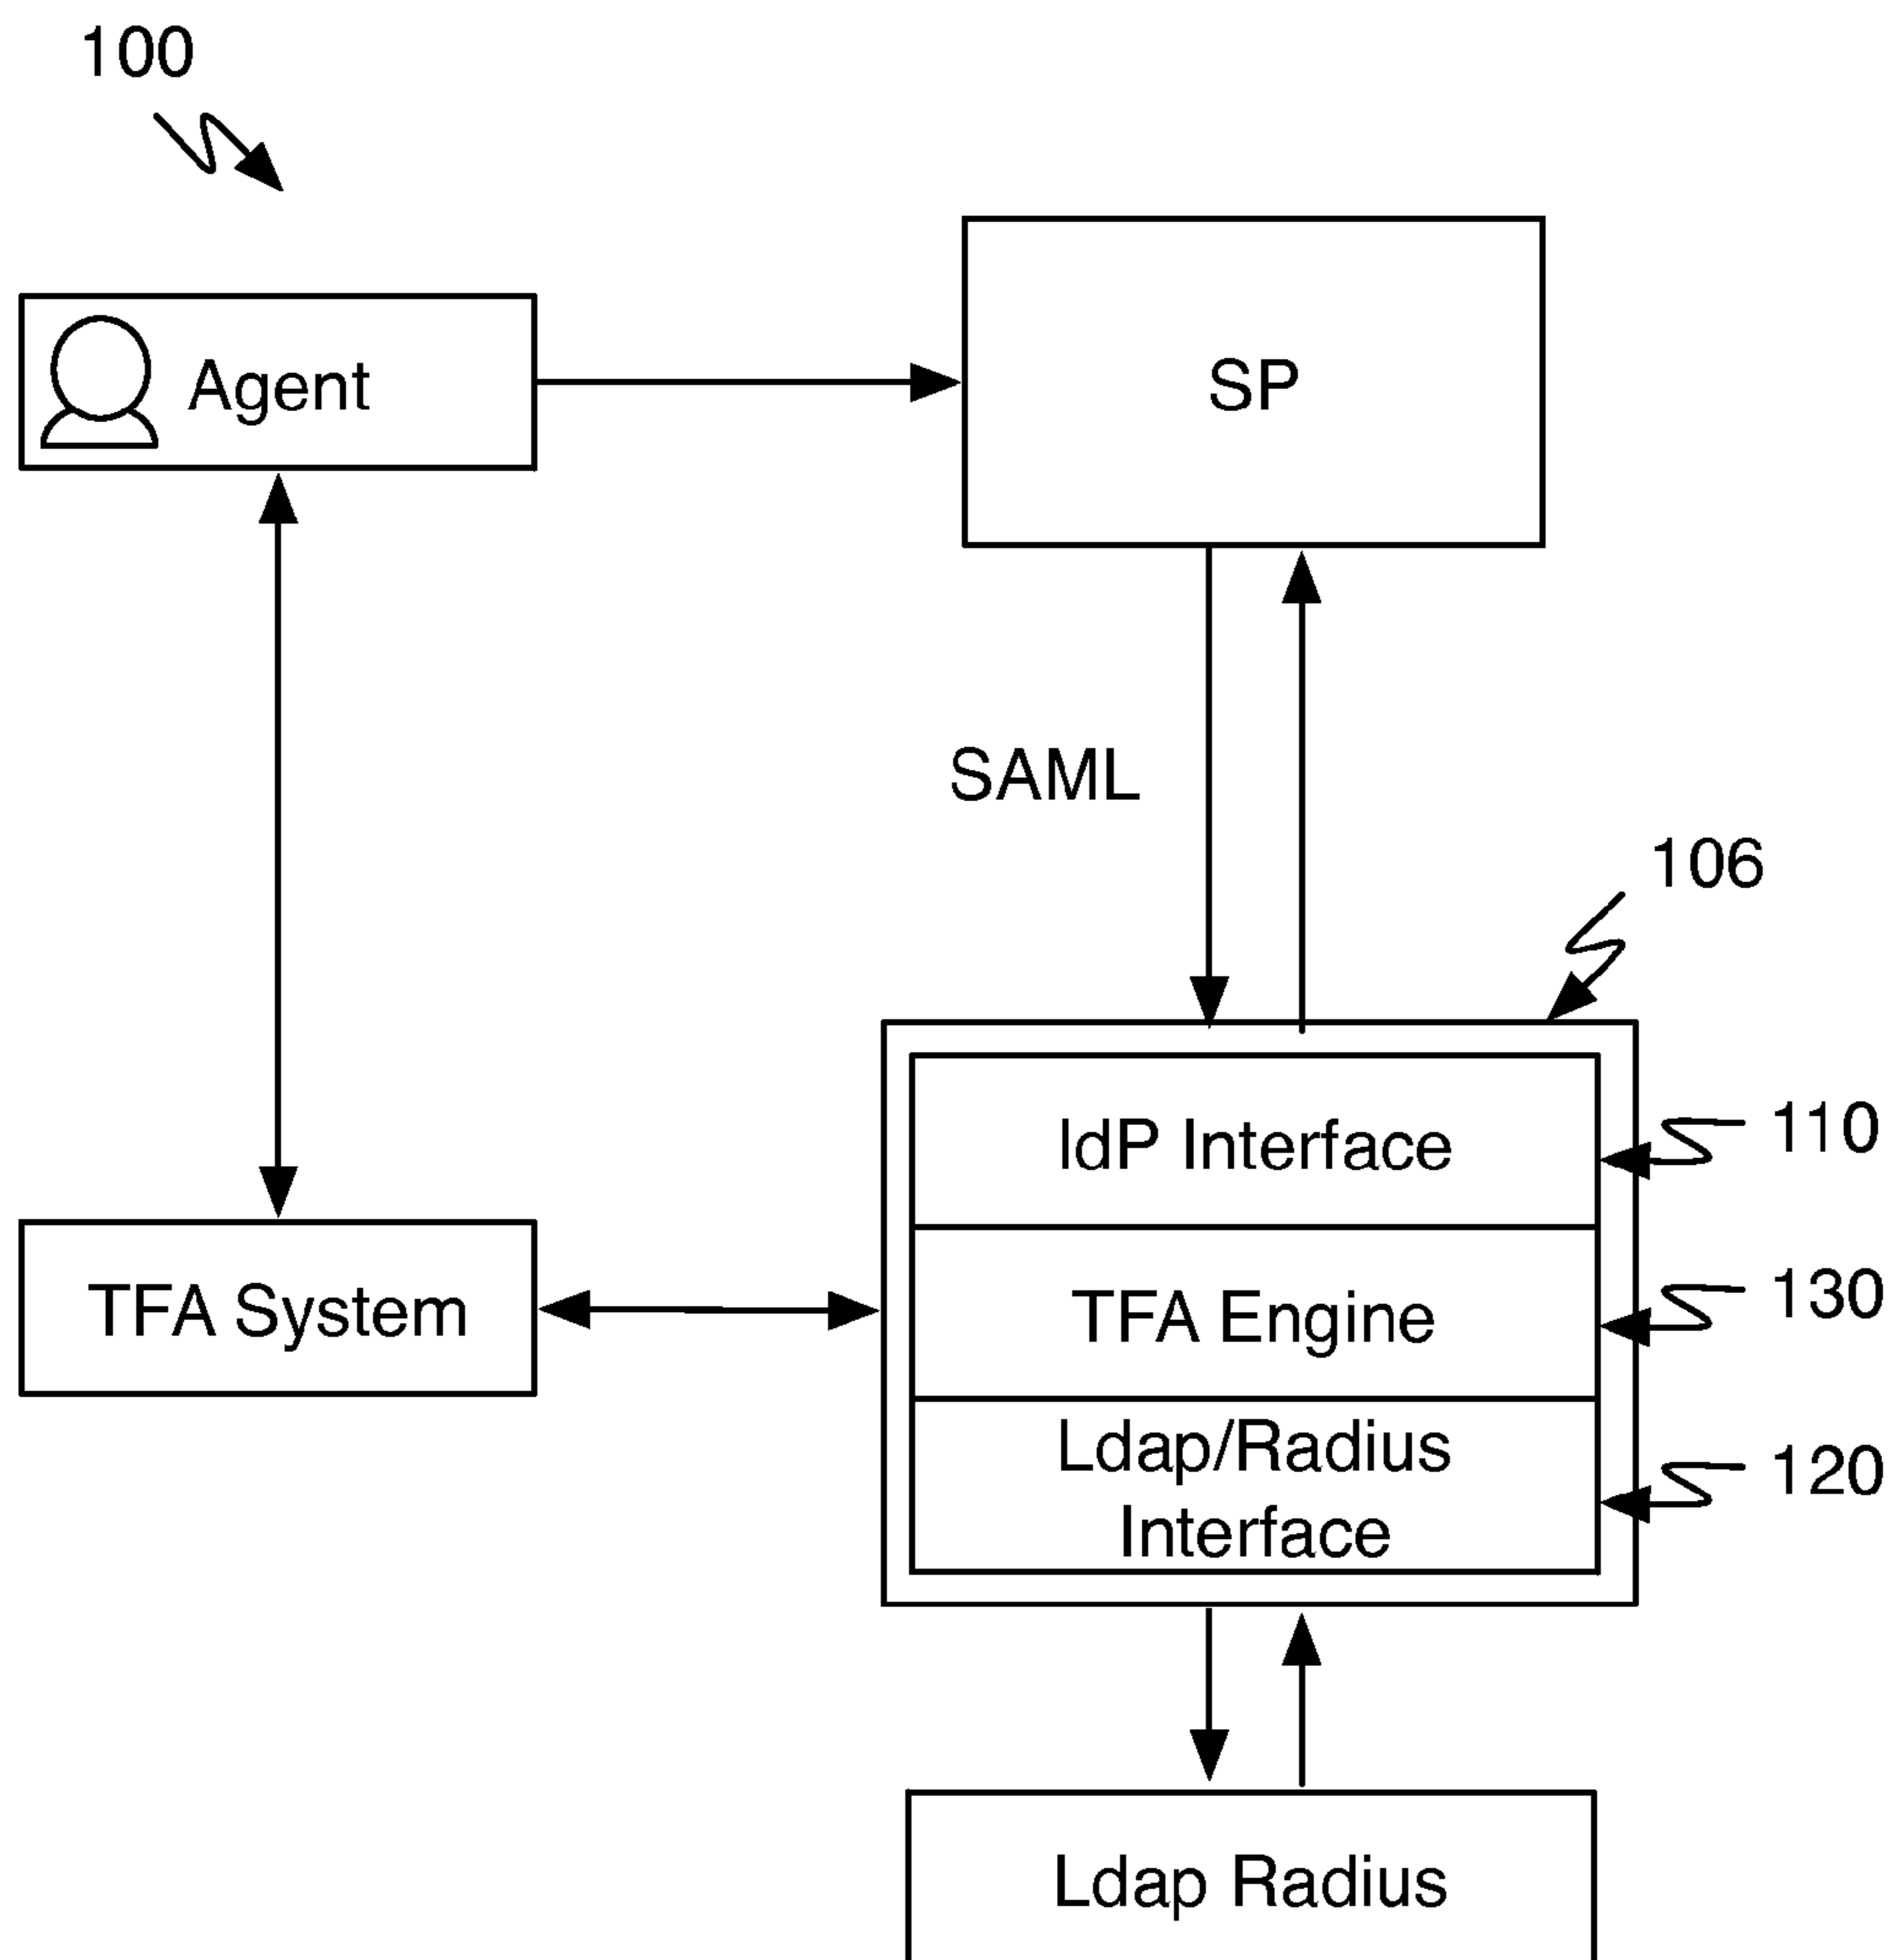 100
Agent
SP
SAML
106
IdP Interface
110
TFA System
TFA Engine
130
Ldap/Radius
Interface
120
Ldap Radius